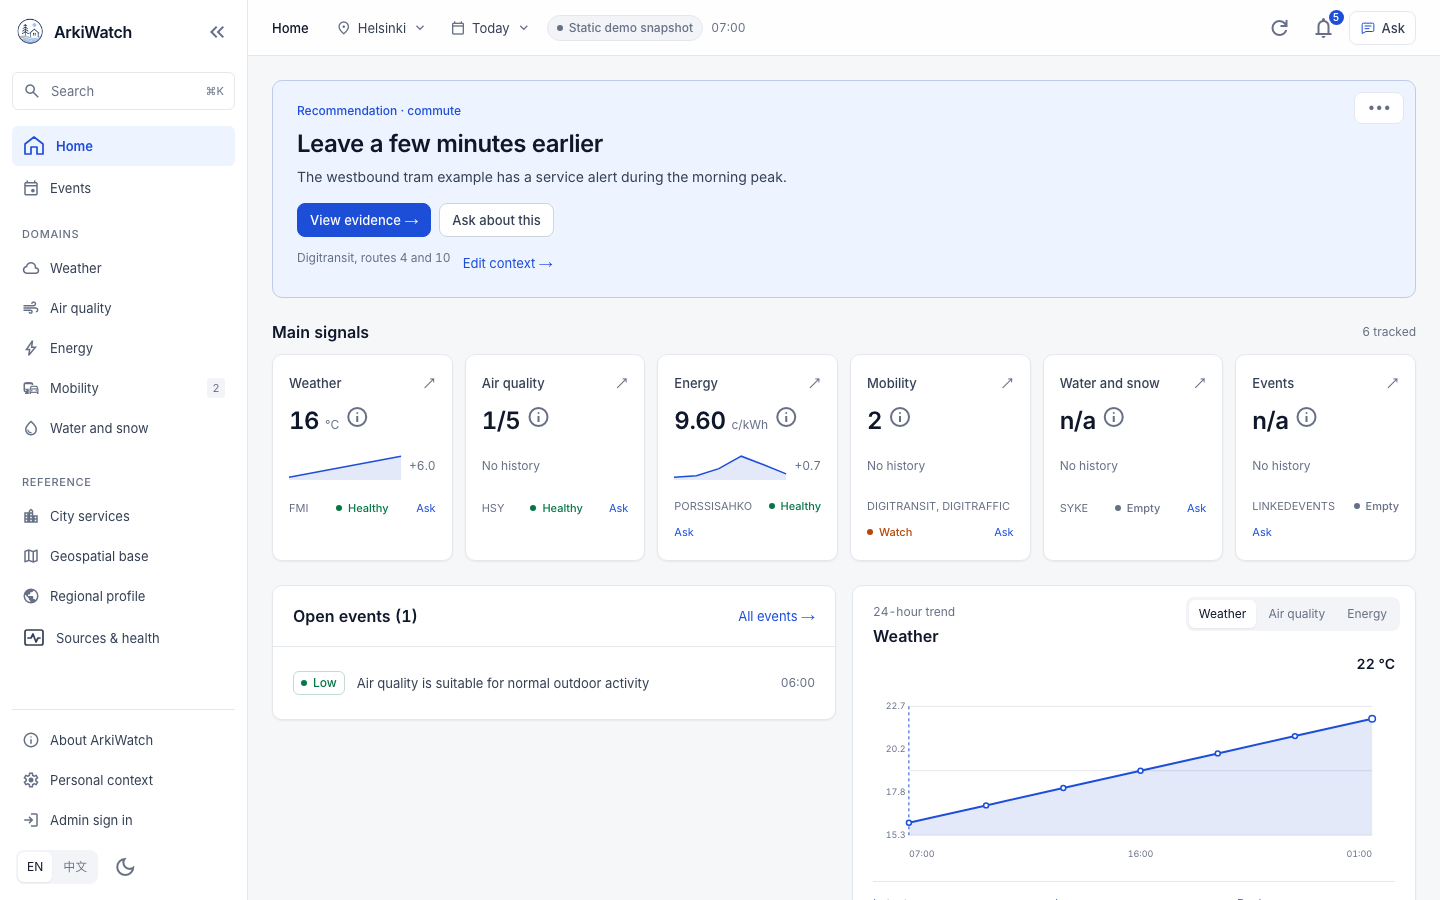 ArkiWatch
Search ⌘K
Home
Events
DOMAINS
Weather
Air quality
Energy
Mobility 2
Water and snow
REFERENCE
City services
Geospatial base
Regional profile
Sources & health
About ArkiWatch
Personal context
Admin sign in
EN 中文
Home Helsinki Today Static demo snapshot 07:00 5 Ask
Recommendation · commute
Leave a few minutes earlier
The westbound tram example has a service alert during the morning peak.
View evidence → Ask about this
Digitransit, routes 4 and 10 Edit context →
Main signals 6 tracked
Weather ↗
16 °C
+6.0
FMI Healthy Ask
Air quality ↗
1/5
No history
HSY Healthy Ask
Energy ↗
9.60 c/kWh
+0.7
PORSSISAHKO Healthy
Ask
Mobility ↗
2
No history
DIGITRANSIT, DIGITRAFFIC
Watch Ask
Water and snow ↗
n/a
No history
SYKE Empty Ask
Events ↗
n/a
No history
LINKEDEVENTS Empty
Ask
Open events (1) All events →
Low Air quality is suitable for normal outdoor activity 06:00
24-hour trend
Weather
Weather Air quality Energy
22 °C
22.7
20.2
17.8
15.3
07:00 16:00 01:00